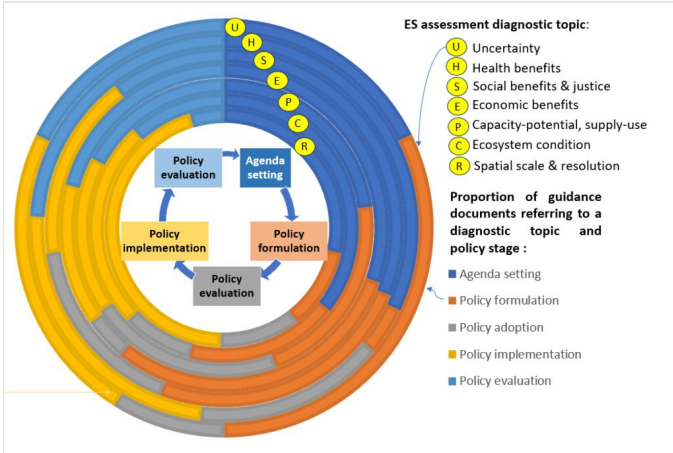 ES assessment diagnostic topic:
U Uncertainty
H Health benefits
S Social benefits & justice
E Economic benefits
P Capacity-potential, supply-use
C Ecosystem condition
R Spatial scale & resolution
Proportion of guidance
documents referring to a
diagnostic topic and
policy stage :
Agenda setting
Policy formulation
Policy adoption
Policy implementation
Policy evaluation
U
H
S
E
P
C
R
Policy
evaluation
Agenda
setting
Policy
implementation
Policy
formulation
Policy
evaluation